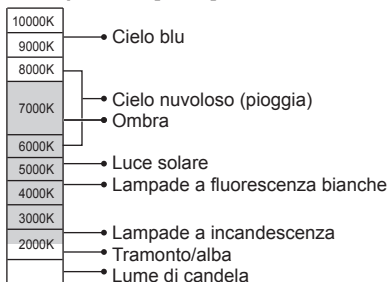 10000K
Cielo blu
9000K
8000K
Cielo nuvoloso (pioggia)
7000K
Ombra
6000K
Luce solare
5000K
Lampade a fluorescenza bianche
4000K
3000K
Lampade a incandescenza
2000K
Tramonto/alba
Lume di candela